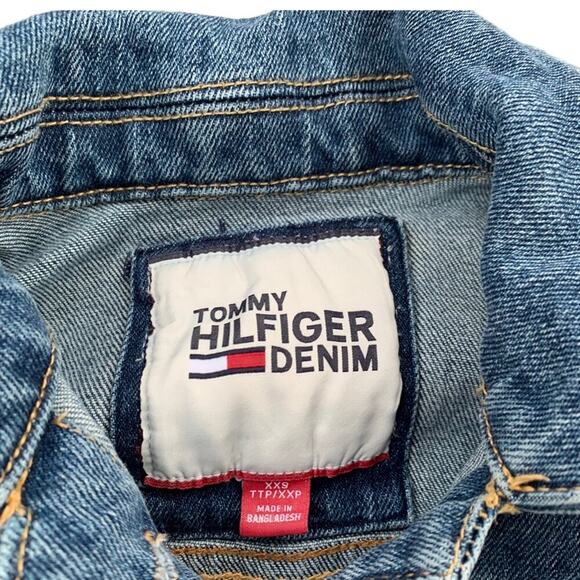 TOMMY
HILFIGER
DENIM
XXS
TTP/XXP
MADE IN
BANGLADESH